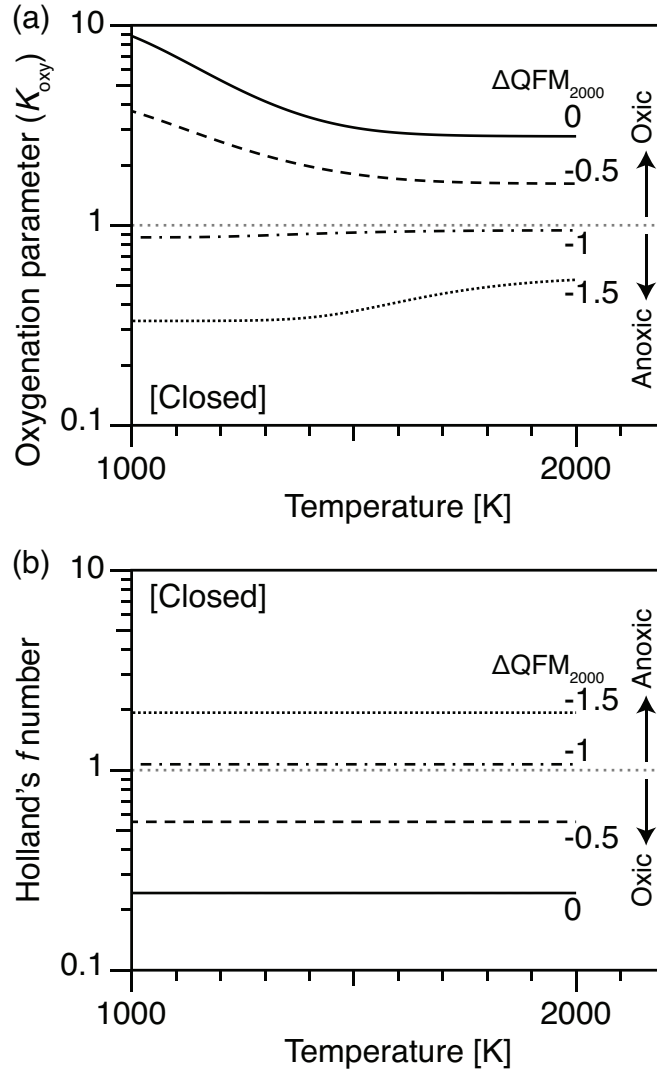 (a)
10
1
0.1
Oxygenation parameter (K_oxy)
ΔQFM₂₀₀₀
0
-0.5
-1
-1.5
Oxic
Anoxic
[Closed]
1000
2000
Temperature [K]
(b)
10
1
0.1
Holland's f number
[Closed]
ΔQFM₂₀₀₀
-1.5
-1
-0.5
0
Anoxic
Oxic
1000
2000
Temperature [K]